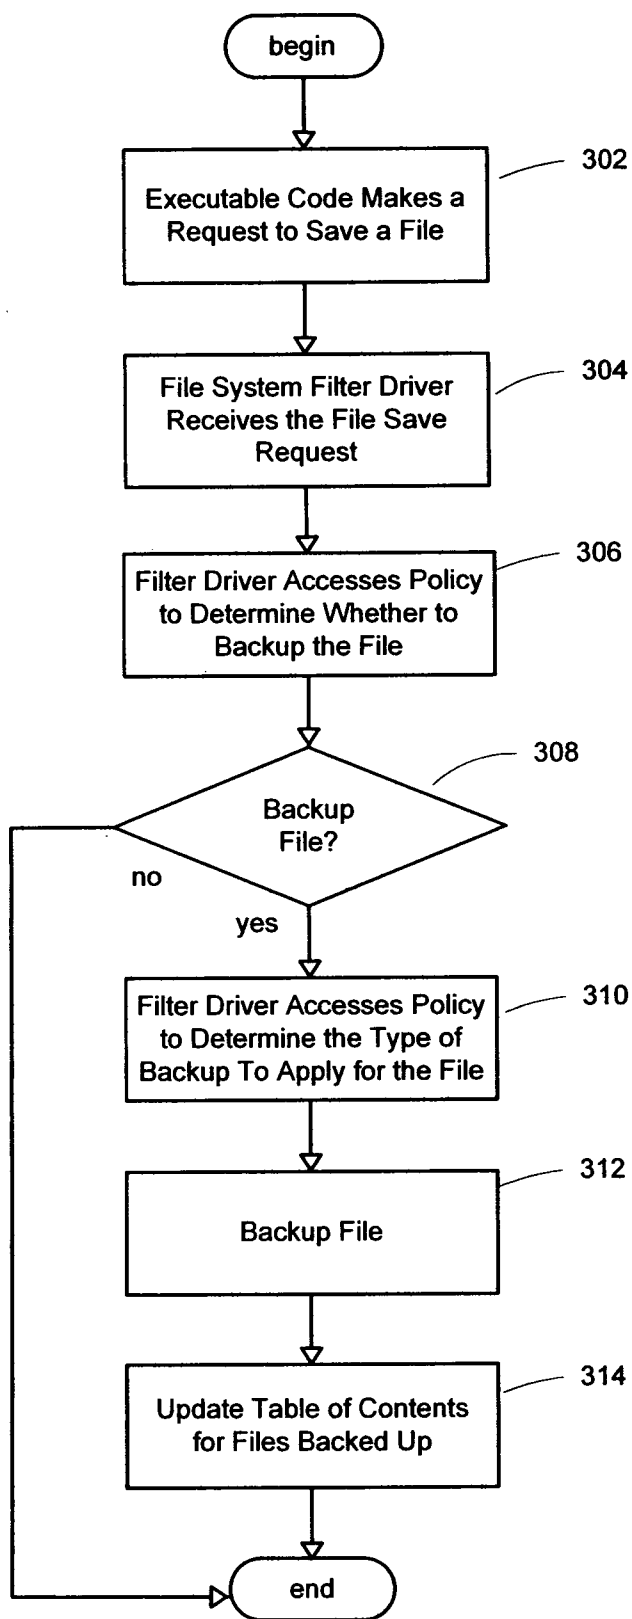 begin
302
Executable Code Makes a
Request to Save a File
304
File System Filter Driver
Receives the File Save
Request
306
Filter Driver Accesses Policy
to Determine Whether to
Backup the File
308
Backup
File?
no
yes
310
Filter Driver Accesses Policy
to Determine the Type of
Backup To Apply for the File
312
Backup File
314
Update Table of Contents
for Files Backed Up
end